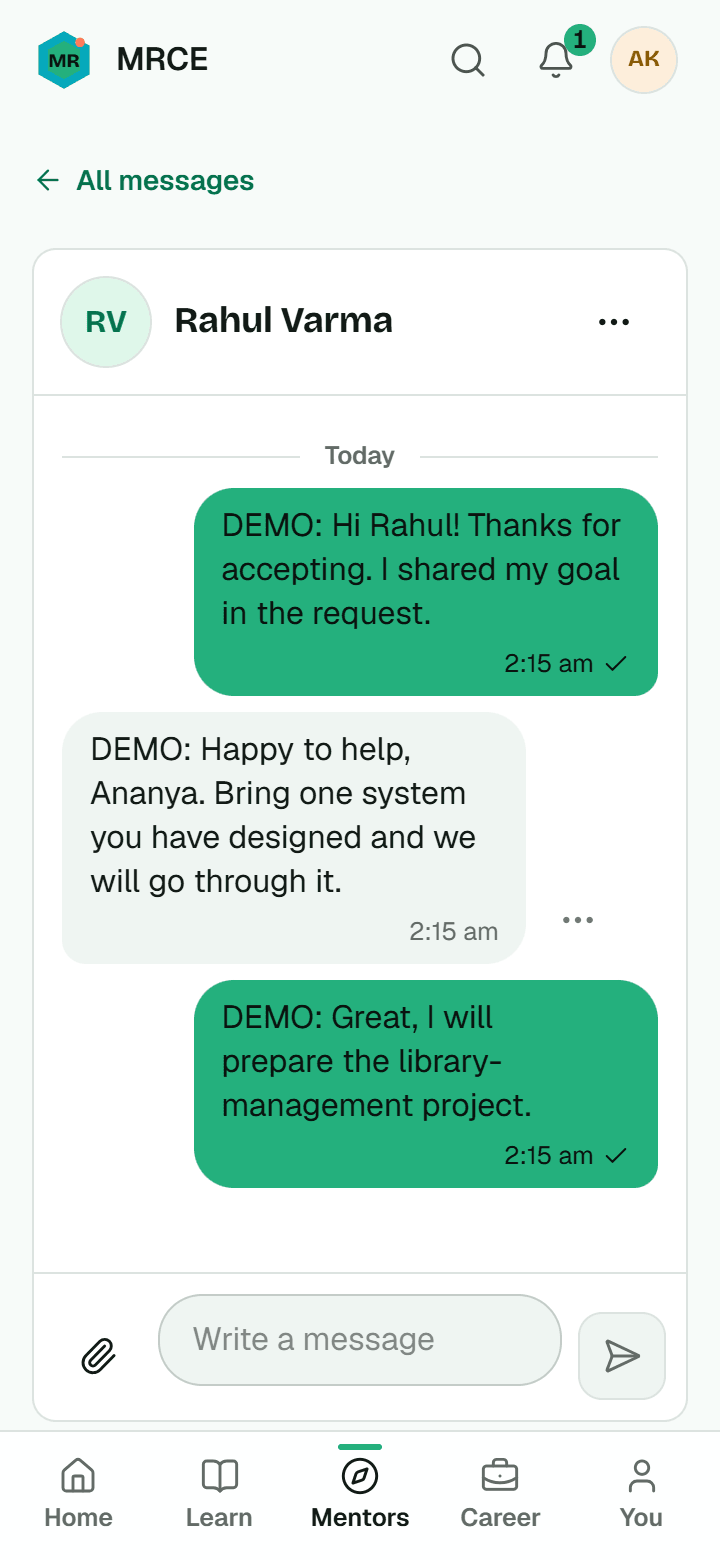 MR
MRCE
1
AK
All messages
RV
Rahul Varma
Today
DEMO: Hi Rahul! Thanks for
accepting. I shared my goal
in the request.
2:15 am
DEMO: Happy to help,
Ananya. Bring one system
you have designed and we
will go through it.
2:15 am
DEMO: Great, I will
prepare the library-
management project.
2:15 am
Write a message
Home
Learn
Mentors
Career
You